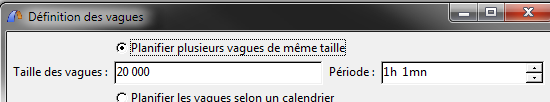 Définition des vagues
Planifier plusieurs vagues de même taille
Taille des vagues : 20 000 Période : 1h 1mn
Planifier les vagues selon un calendrier